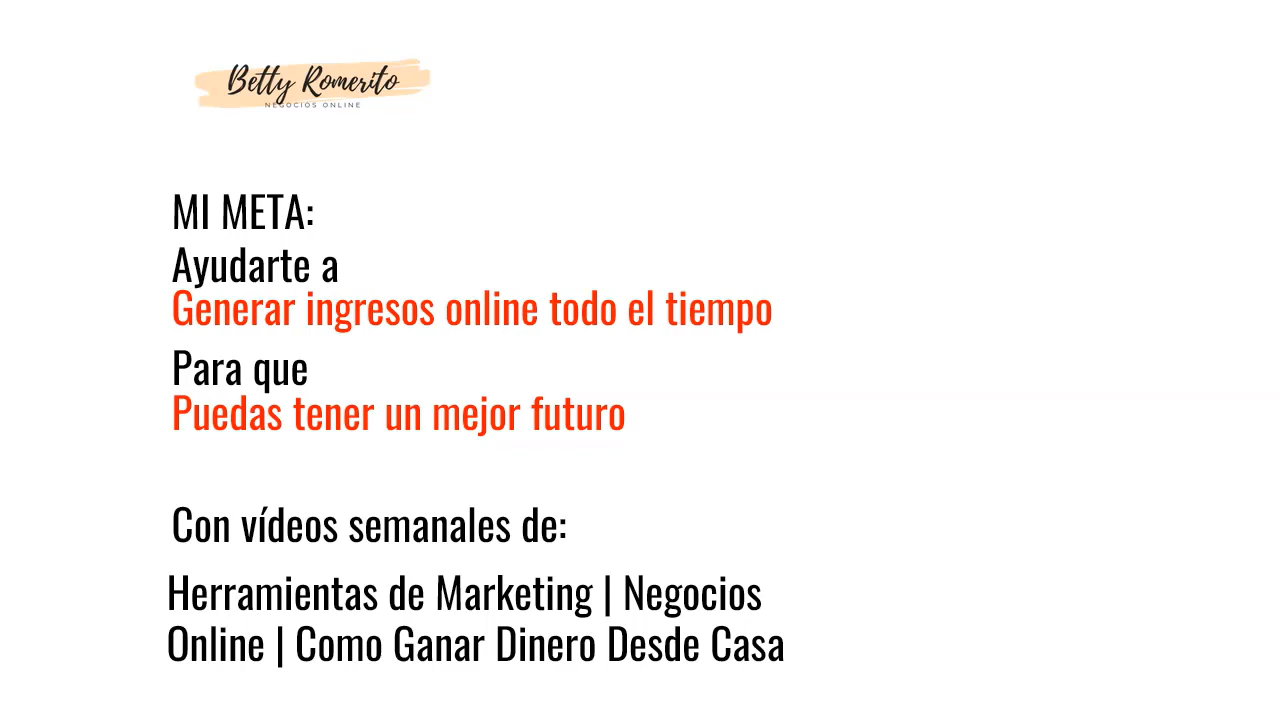 Betty Romerito
NEGOCIOS ONLINE
MI META:
Ayudarte a
Generar ingresos online todo el tiempo
Para que
Puedas tener un mejor futuro
Con vídeos semanales de:
Herramientas de Marketing | Negocios
Online | Como Ganar Dinero Desde Casa